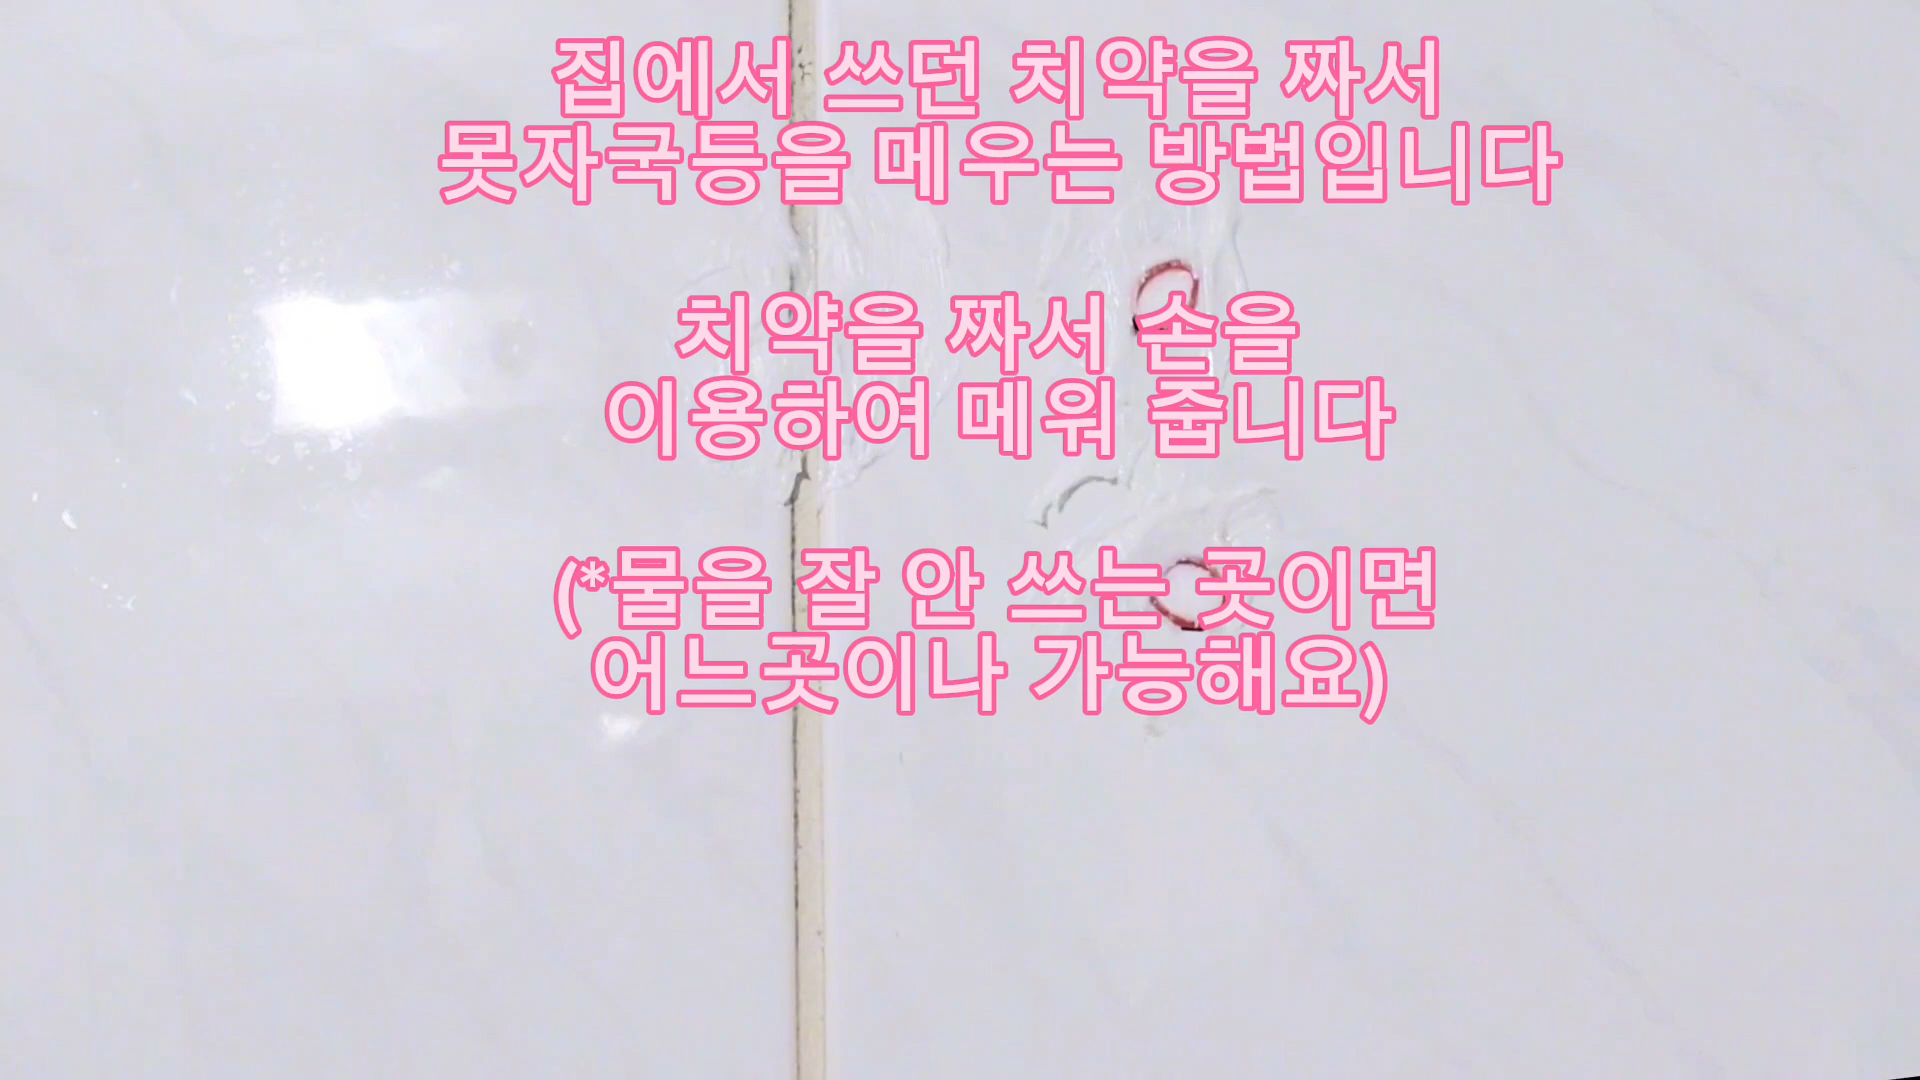 집에서 쓰던 치약을 짜서
못자국등을 메우는 방법입니다
치약을 짜서 손을
이용하여 메워 줍니다
(*물을 잘 안 쓰는 곳이면
어느곳이나 가능해요)